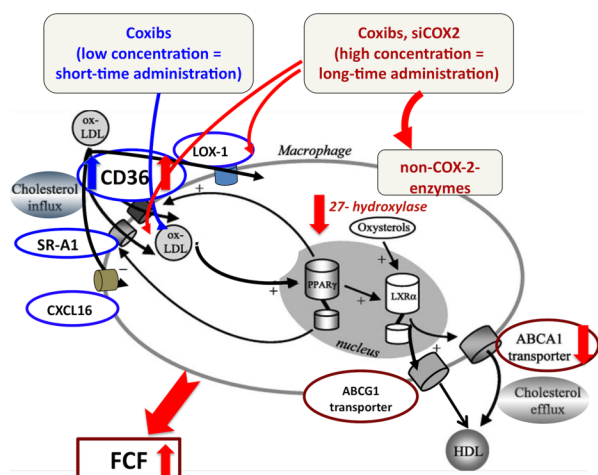 Coxibs
(low concentration =
short-time administration)
Coxibs, siCOX2
(high concentration =
long-time administration)
ox-
LDL
LOX-1
Macrophage
CD36
non-COX-2-
enzymes
Cholesterol
influx
+
27- hydroxylase
Oxysterols
SR-A1
ox-
LDL
+
PPARγ
+
LXRα
+
–
CXCL16
nucleus
+
ABCA1
transporter
ABCG1
transporter
Cholesterol
efflux
HDL
FCF